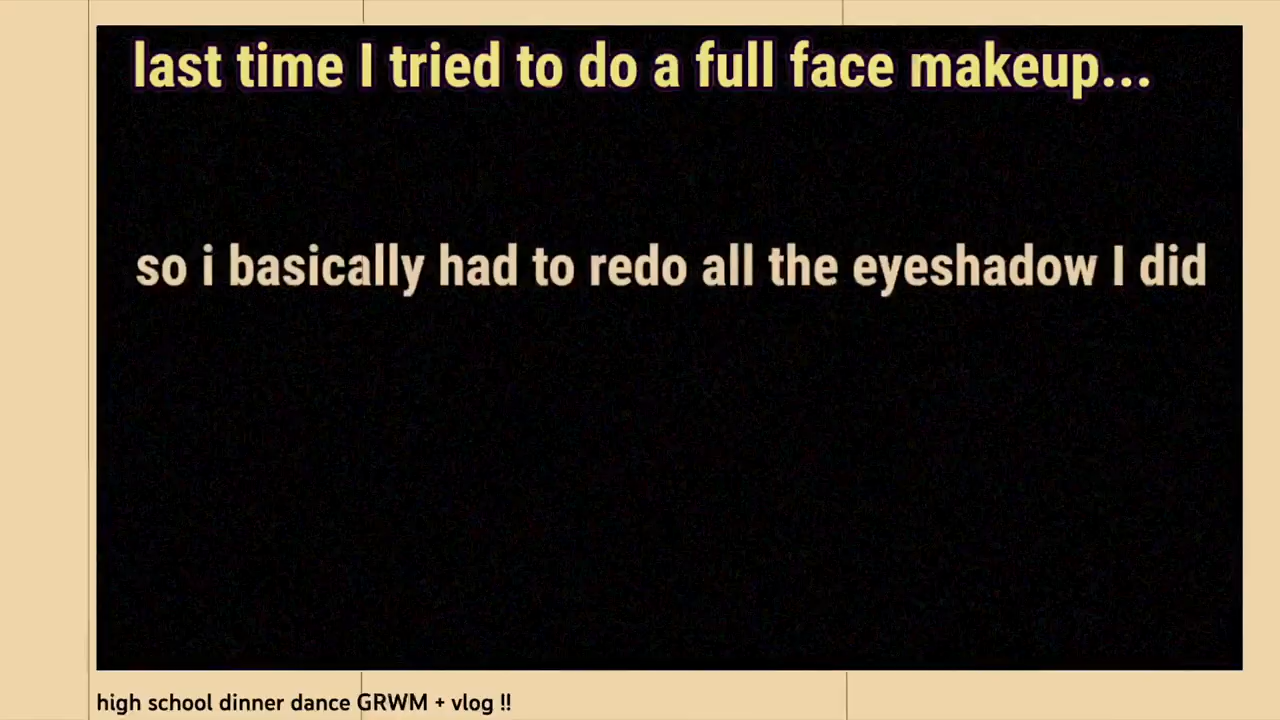 last time I tried to do a full face makeup...
so i basically had to redo all the eyeshadow I did
high school dinner dance GRWM + vlog !!